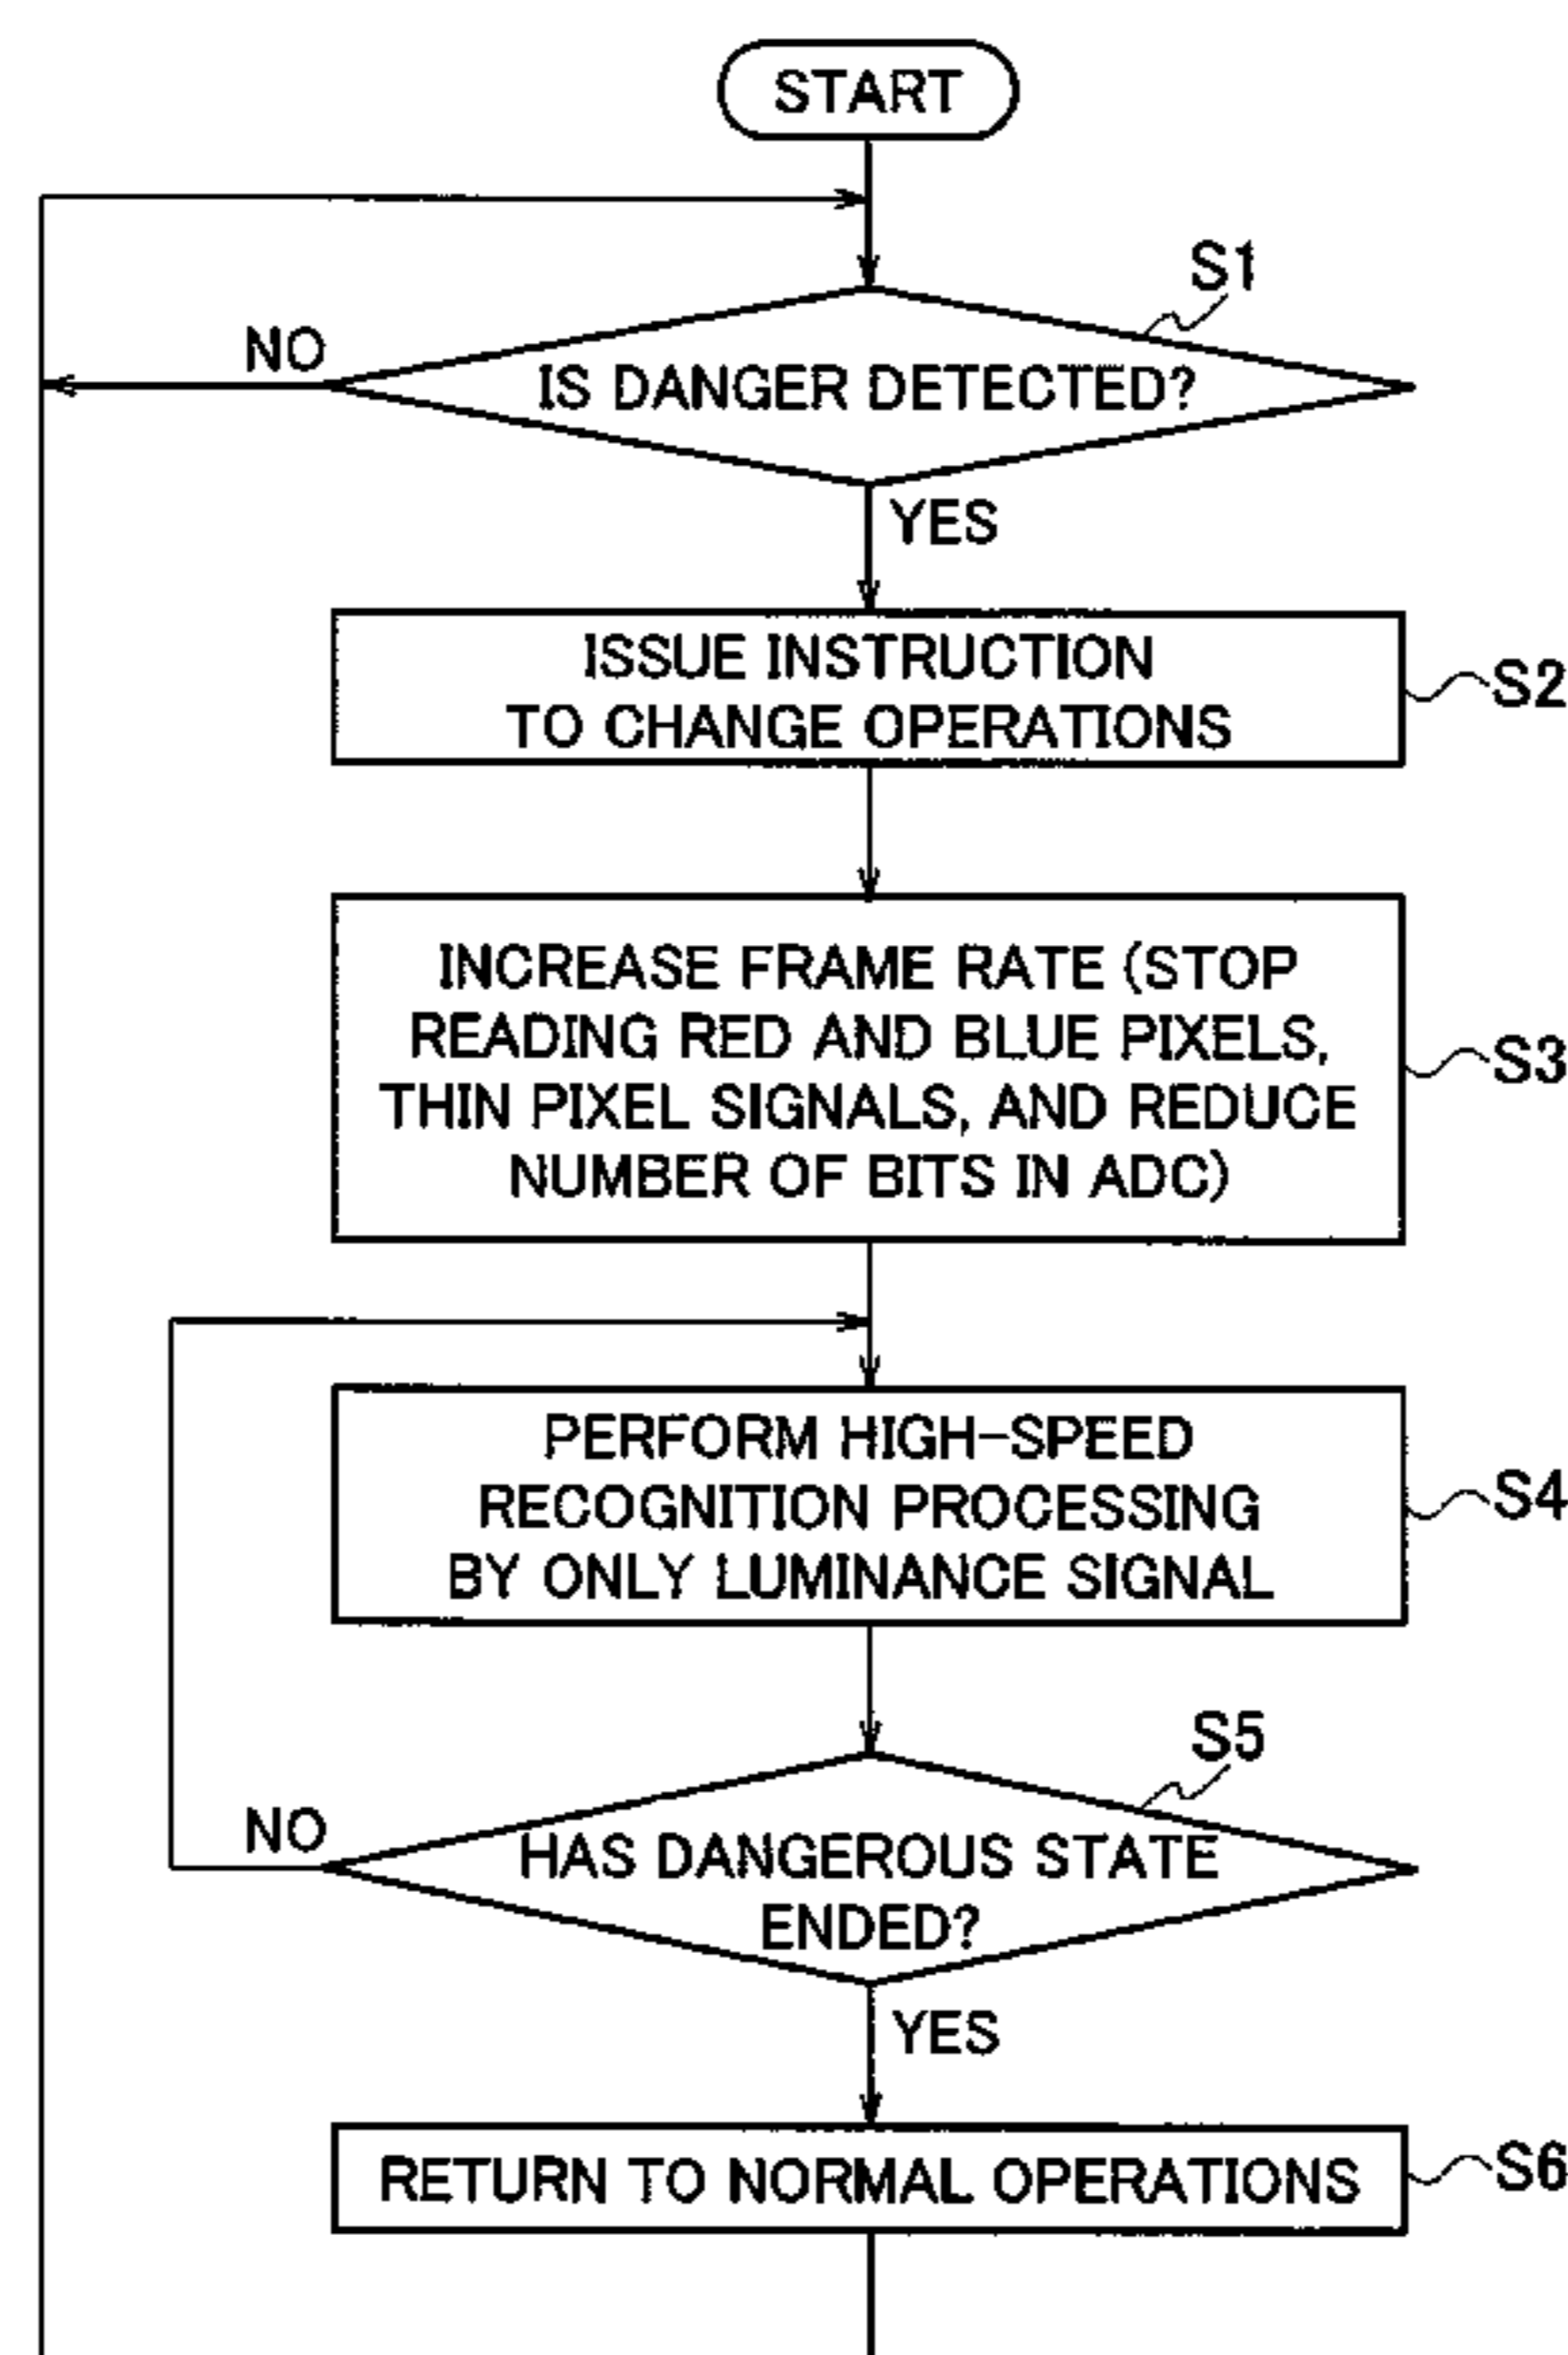 START
S1
NO
IS DANGER DETECTED?
YES
ISSUE INSTRUCTION
TO CHANGE OPERATIONS
S2
INCREASE FRAME RATE (STOP
READING RED AND BLUE PIXELS,
THIN PIXEL SIGNALS, AND REDUCE
NUMBER OF BITS IN ADC)
S3
PERFORM HIGH-SPEED
RECOGNITION PROCESSING
BY ONLY LUMINANCE SIGNAL
S4
S5
NO
HAS DANGEROUS STATE
ENDED?
YES
RETURN TO NORMAL OPERATIONS
S6